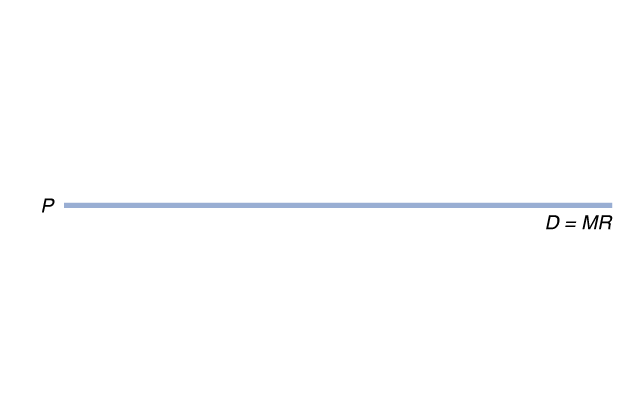 P
D = MR